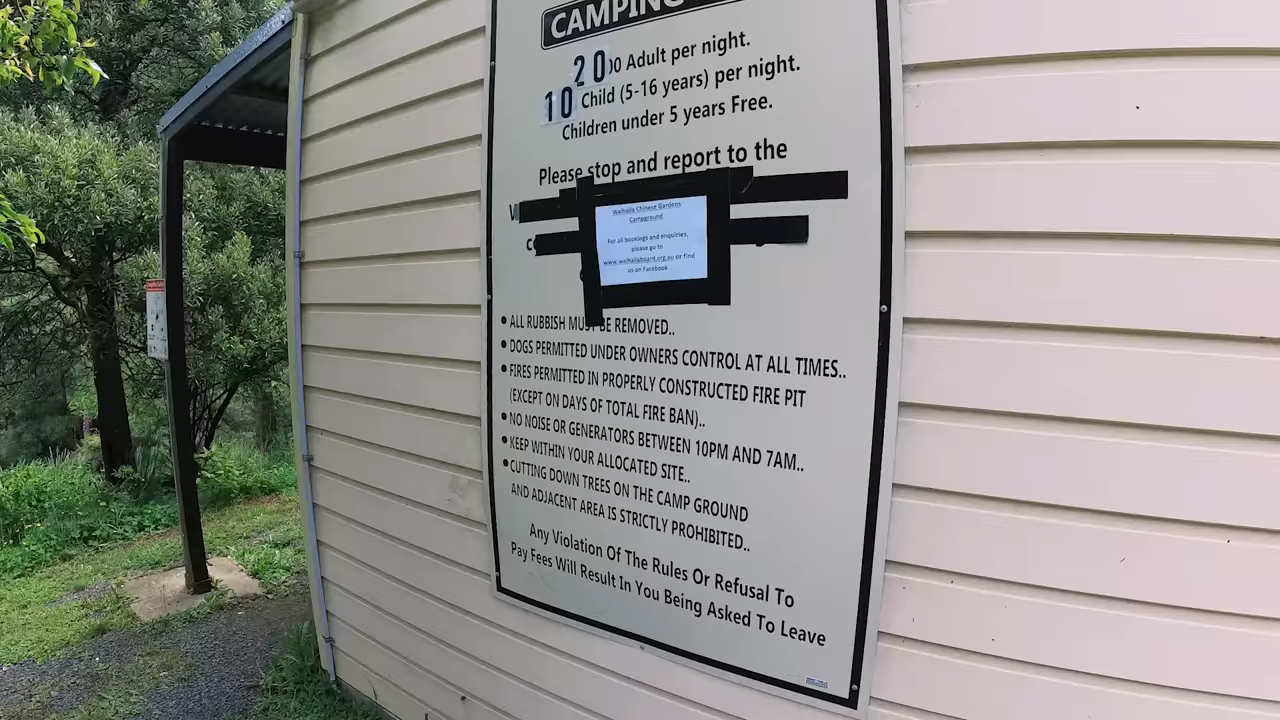 CAMPING
20.00 Adult per night.
10 Child (5-16 years) per night.
Children under 5 years Free.
Please stop and report to the
Walhalla Chinese Gardens
Campground
For all bookings and enquiries,
please go to
www.walhallaboard.org.au or find
us on Facebook
• ALL RUBBISH MUST BE REMOVED..
• DOGS PERMITTED UNDER OWNERS CONTROL AT ALL TIMES..
• FIRES PERMITTED IN PROPERLY CONSTRUCTED FIRE PIT
(EXCEPT ON DAYS OF TOTAL FIRE BAN)..
• NO NOISE OR GENERATORS BETWEEN 10PM AND 7AM..
• KEEP WITHIN YOUR ALLOCATED SITE..
• CUTTING DOWN TREES ON THE CAMP GROUND
AND ADJACENT AREA IS STRICTLY PROHIBITED..
Any Violation Of The Rules Or Refusal To
Pay Fees Will Result In You Being Asked To Leave